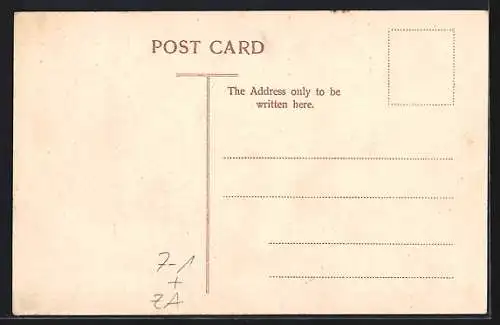 POST CARD
The Address only to be
written here.
7-1
+
ZA